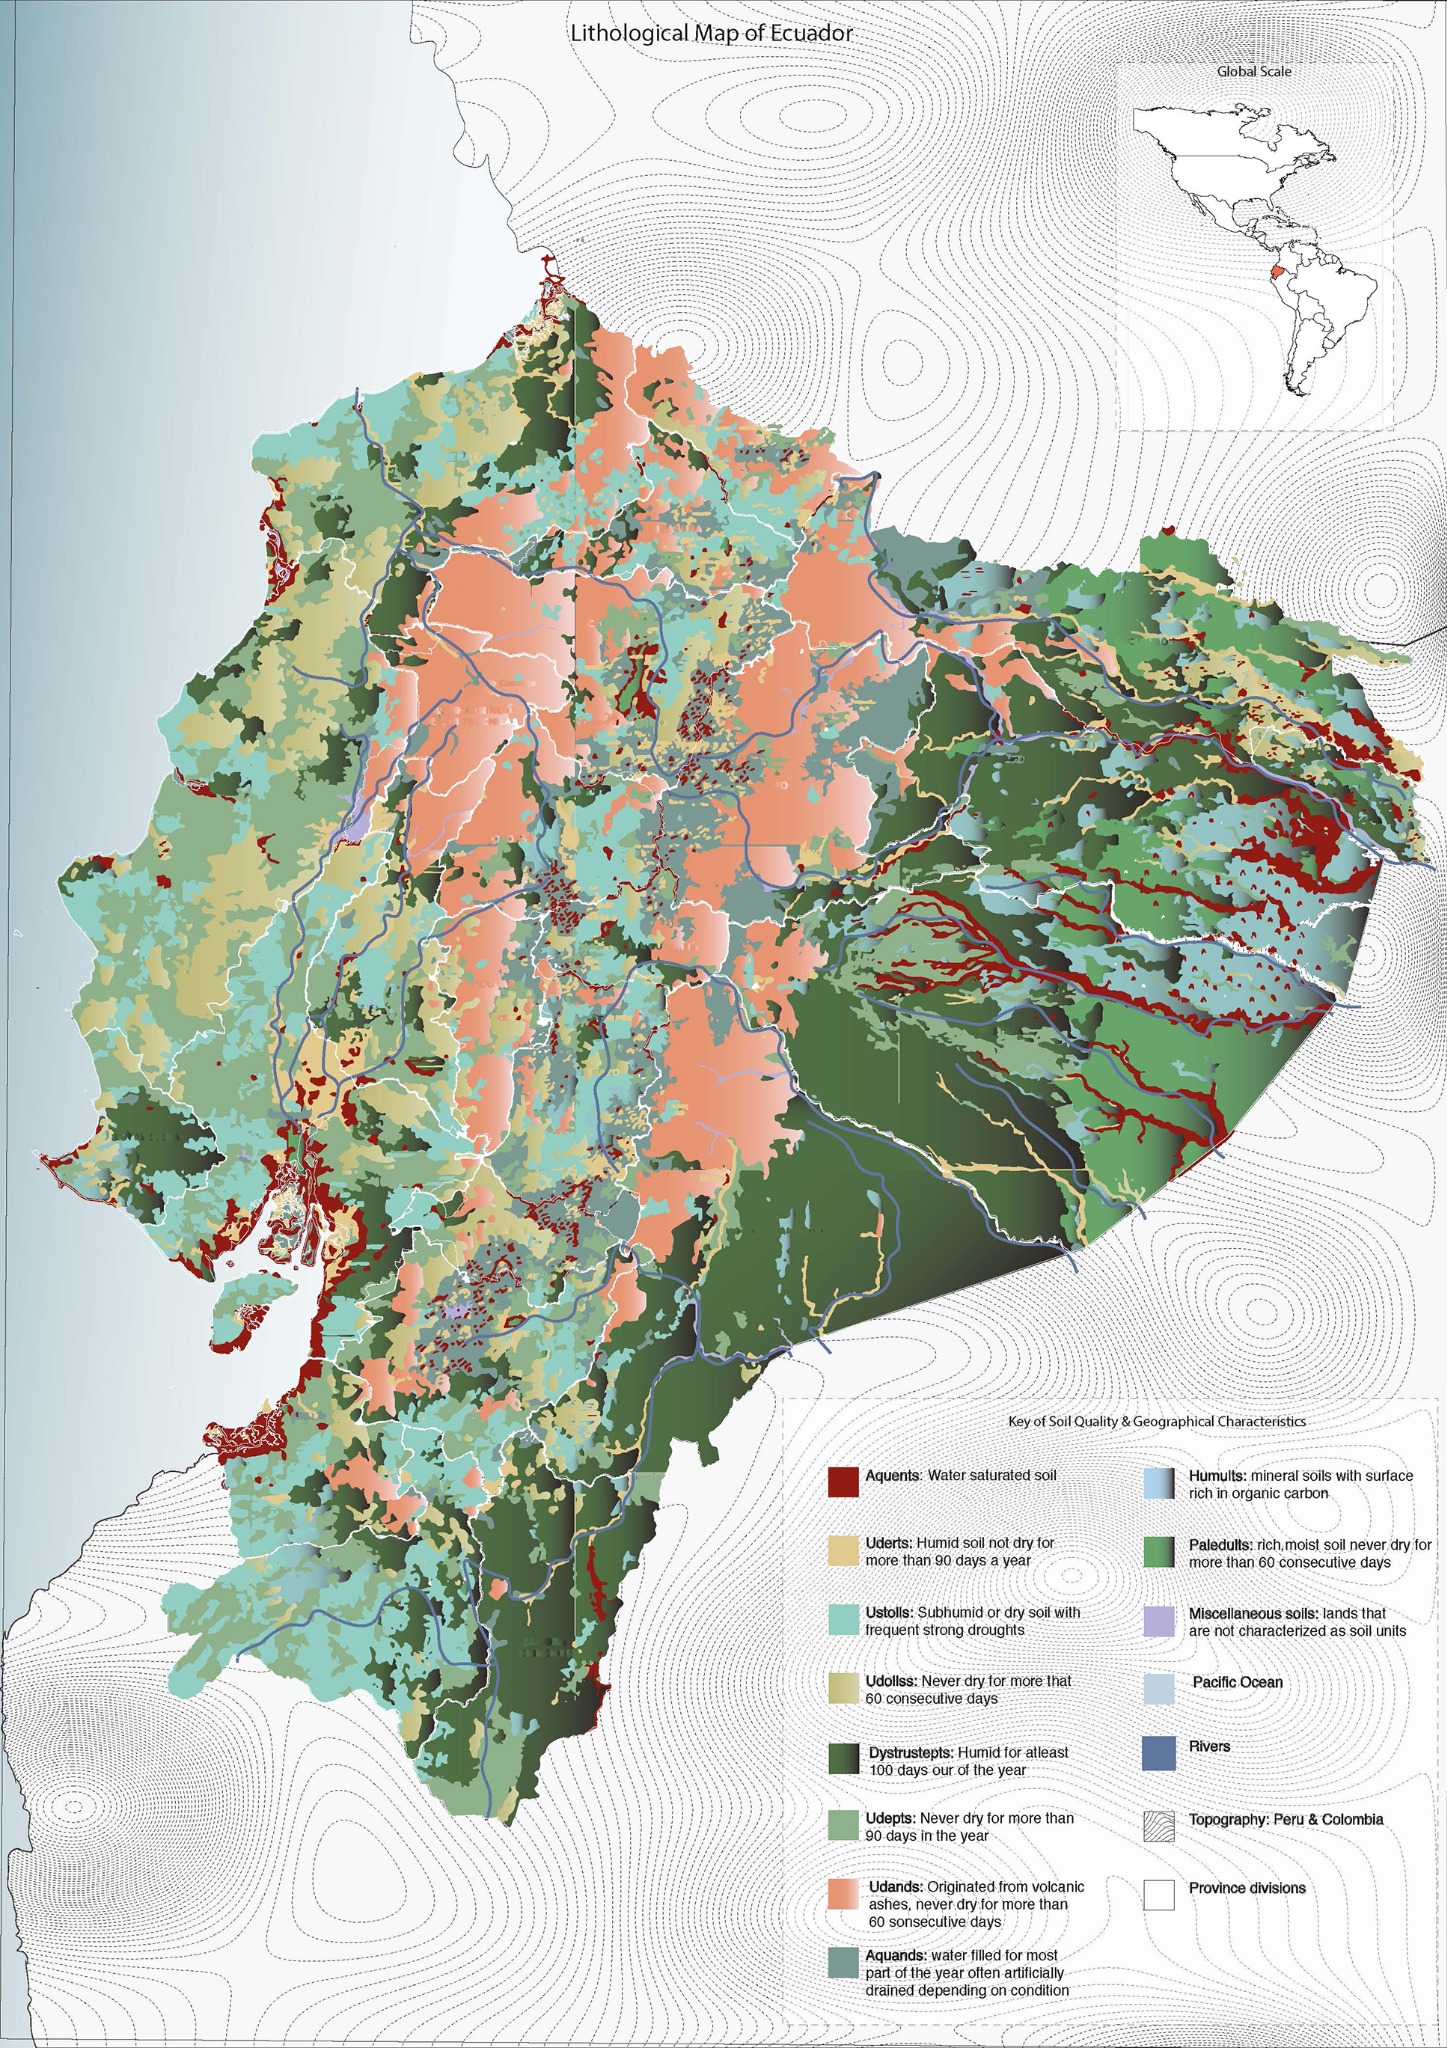 Lithological Map of Ecuador
Global Scale
Key of Soil Quality & Geographical Characteristics
Aquents: Water saturated soil
Uderts: Humid soil not dry for
more than 90 days a year
Ustolls: Subhumid or dry soil with
frequent strong droughts
Udollss: Never dry for more that
60 consecutive days
Dystrustepts: Humid for atleast
100 days our of the year
Udepts: Never dry for more than
90 days in the year
Udands: Originated from volcanic
ashes, never dry for more than
60 sonsecutive days
Aquands: water filled for most
part of the year often artificially
drained depending on condition
Humults: mineral soils with surface
rich in organic carbon
Paledults: rich,moist soil never dry for
more than 60 consecutive days
Miscellaneous soils: lands that
are not characterized as soil units
Pacific Ocean
Rivers
Topography: Peru & Colombia
Province divisions